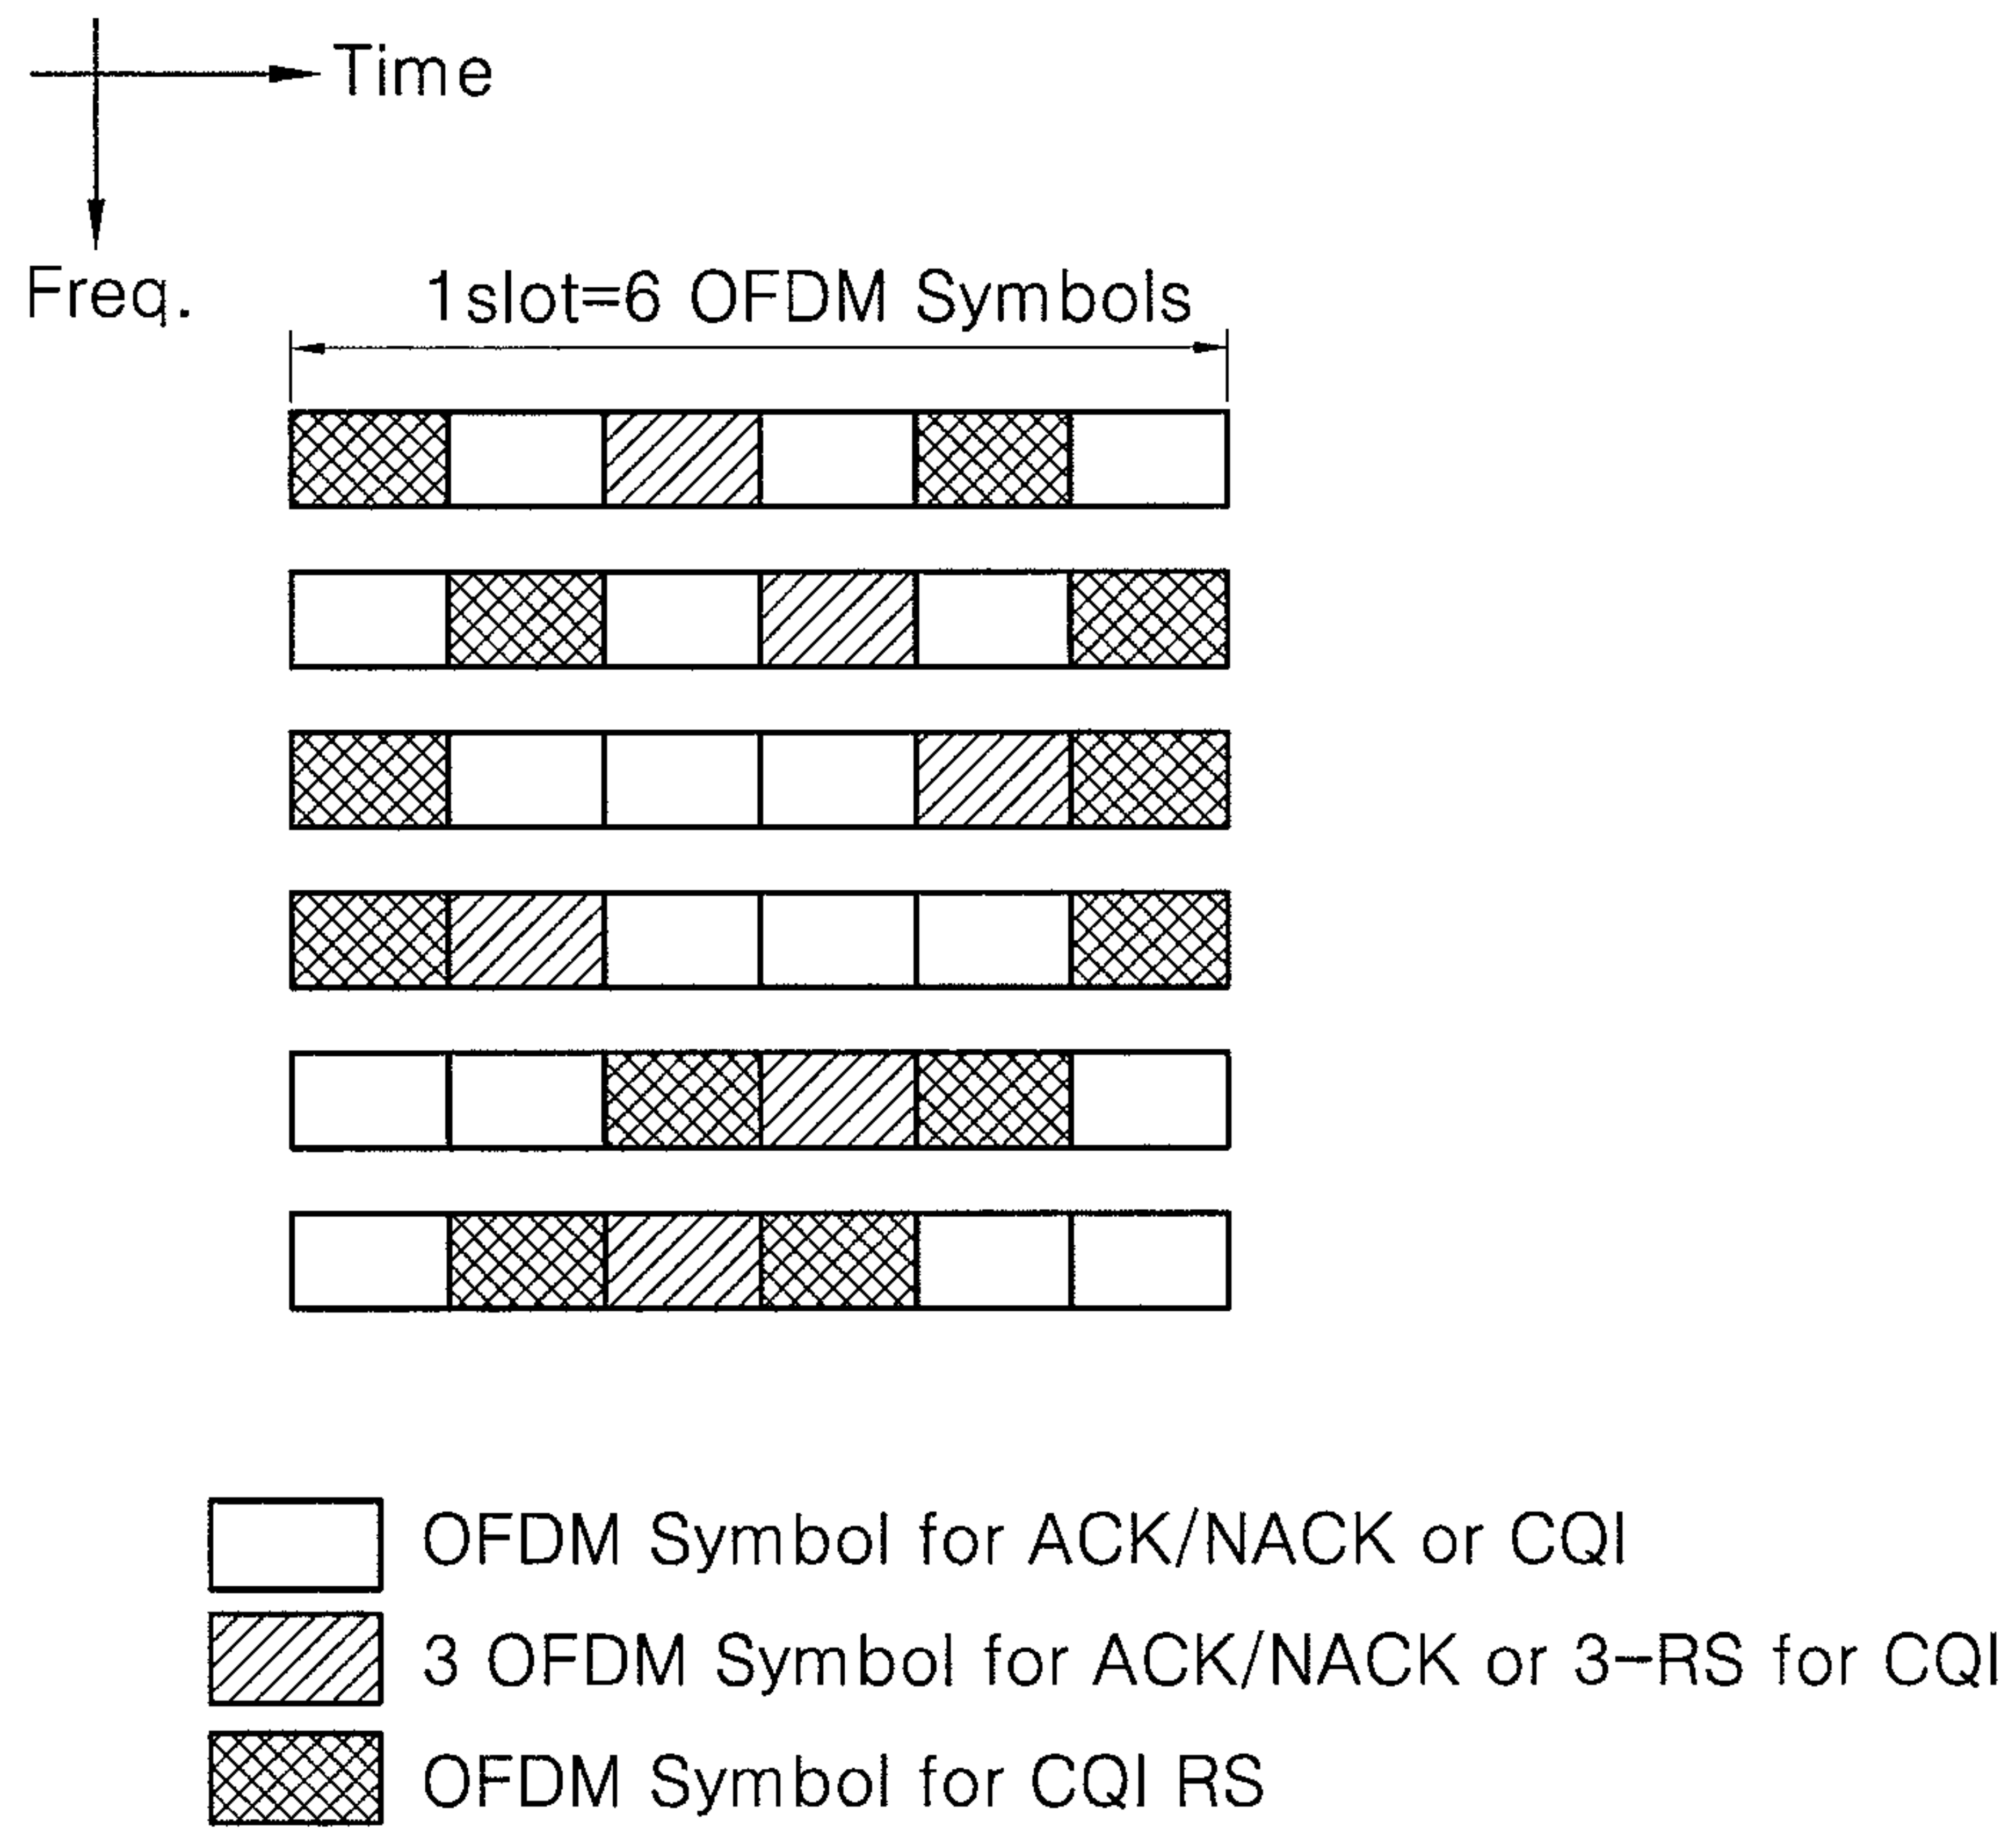 Time
Freq.
1slot=6 OFDM Symbols
OFDM Symbol for ACK/NACK or CQI
3 OFDM Symbol for ACK/NACK or 3-RS for CQI
OFDM Symbol for CQI RS